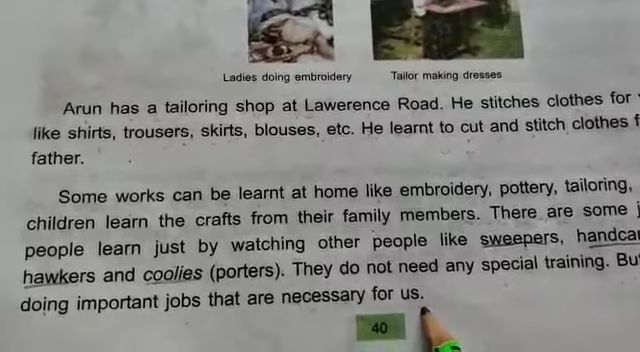 Ladies doing embroidery
Tailor making dresses
Arun has a tailoring shop at Lawerence Road. He stitches clothes for
like shirts, trousers, skirts, blouses, etc. He learnt to cut and stitch clothes
father.
Some works can be learnt at home like embroidery, pottery, tailoring,
children learn the crafts from their family members. There are some
people learn just by watching other people like sweepers,
hawkers and coolies (porters). They do not need any special training.
doing important jobs that are necessary for us.
40